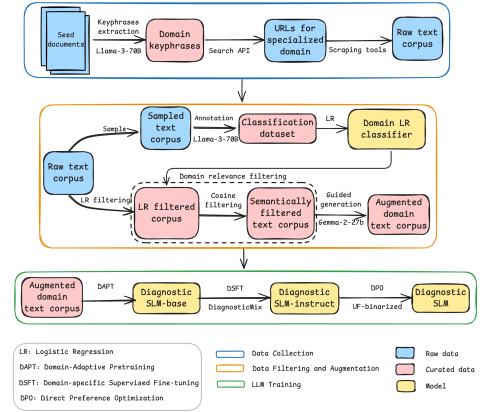 Seed
documents
Keyphrases
extraction
Llama-3-70B
Domain
keyphrases
Search API
URLs for
specialized
domain
Scraping tools
Raw text
corpus
Raw text
corpus
Sample
Sampled
text
corpus
Annotation
Llama-3-70B
Classification
dataset
LR
Domain LR
classifier
Domain relevance filtering
LR filtering
LR filtered
corpus
Cosine
filtering
Semantically
filtered
text corpus
Guided
generation
Gemma-2-27b
Augmented
domain
text corpus
Augmented
domain
text corpus
DAPT
Diagnostic
SLM-base
DSFT
DiagnosticMix
Diagnostic
SLM-instruct
DPO
UF-binarized
Diagnostic
SLM
LR: Logistic Regression
DAPT: Domain-Adaptive Pretraining
DSFT: Domain-specific Supervised Fine-tuning
DPO: Direct Preference Optimization
Data Collection
Data Filtering and Augmentation
LLM Training
Raw data
Curated data
Model